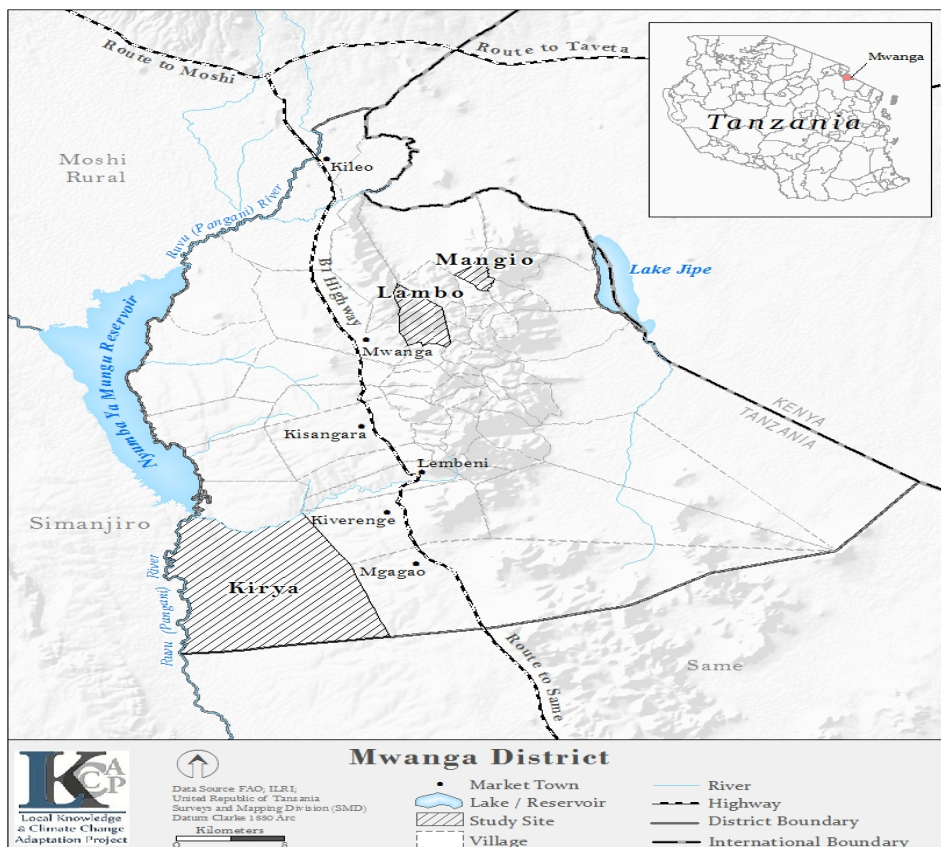 Route to Moshi
Route to Taveta
Mwanga
Tanzania
Moshi
Rural
Kileo
Ruvu (Pangani) River
B1 Highway
Mangio
Lambo
Lake Jipe
Mwanga
Nyumba Ya Mungu Reservoir
KENYA
TANZANIA
Kisangara
Lembeni
Simanjiro
Kiverenge
Mgagao
Kirya
Ruvu (Pangani) River
Route to Same
Same
Mwanga District
LKCCAP
Local Knowledge
& Climate Change
Adaptation Project
Data Source: FAO; ILRI;
United Republic of Tanzania
Surveys and Mapping Division (SMD)
Datum Clarke 1880 Arc
Kilometers
0 8
Market Town
Lake / Reservoir
Study Site
Village
River
Highway
District Boundary
International Boundary